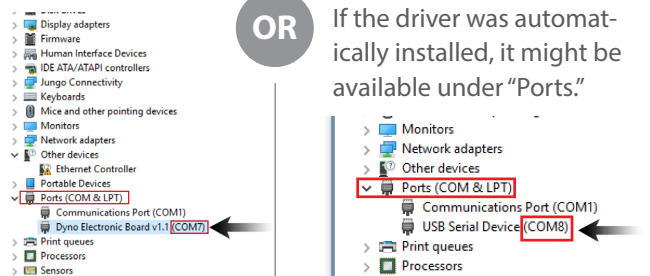 Display adapters
Firmware
Human Interface Devices
IDE ATA/ATAPI controllers
Jungo Connectivity
Keyboards
Mice and other pointing devices
Monitors
Network adapters
Other devices
Ethernet Controller
Portable Devices
Ports (COM & LPT)
Communications Port (COM1)
Dyno Electronic Board v1.1 (COM7)
Print queues
Processors
Sensors
OR
If the driver was automat-
ically installed, it might be
available under “Ports.”
Monitors
Network adapters
Other devices
Ports (COM & LPT)
Communications Port (COM1)
USB Serial Device (COM8)
Print queues
Processors